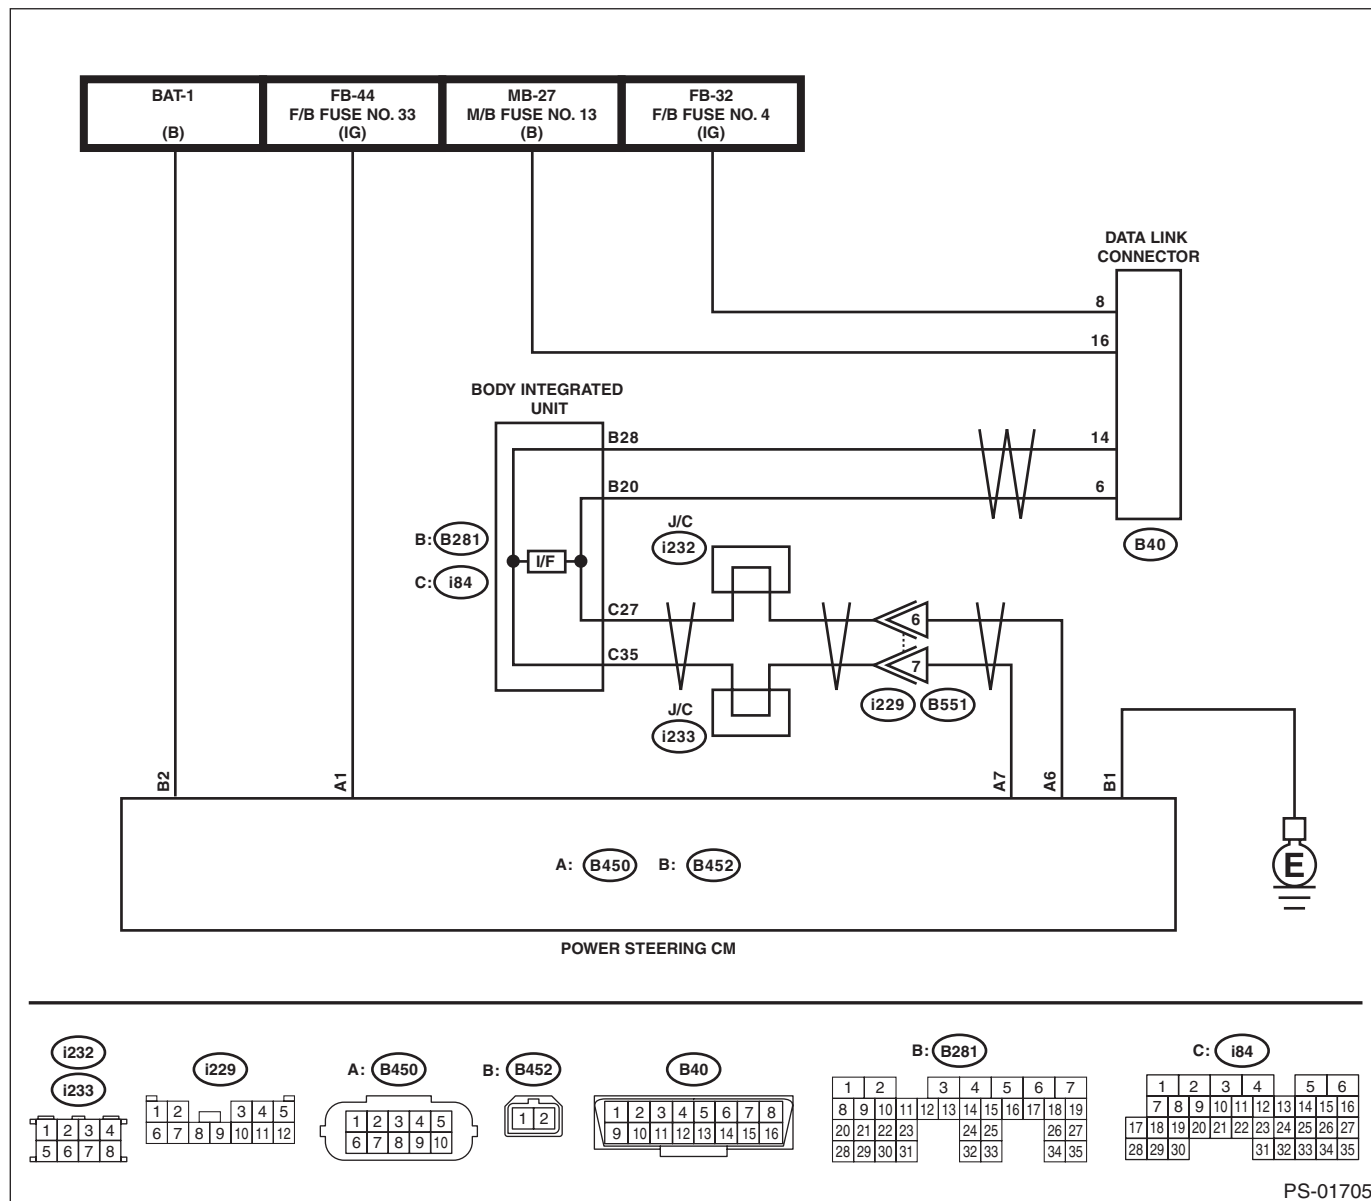 BAT-1
(B)
FB-44
F/B FUSE NO. 33
(IG)
MB-27
M/B FUSE NO. 13
(B)
FB-32
F/B FUSE NO. 4
(IG)
DATA LINK
CONNECTOR
8
16
14
6
B40
BODY INTEGRATED
UNIT
B28
B20
B: B281
C: i84
I/F
C27
C35
J/C
i232
J/C
i233
6
7
i229 B551
B2
A1
A7
A6
B1
A: B450 B: B452
E
POWER STEERING CM
i232
i233
1 2 3 4
5 6 7 8
i229
1 2 3 4 5
6 7 8 9 10 11 12
A: B450
1 2 3 4 5
6 7 8 9 10
B: B452
1 2
B40
1 2 3 4 5 6 7 8
9 10 11 12 13 14 15 16
B: B281
1 2 3 4 5 6 7
8 9 10 11 12 13 14 15 16 17 18 19
20 21 22 23 24 25 26 27
28 29 30 31 32 33 34 35
C: i84
1 2 3 4 5 6
7 8 9 10 11 12 13 14 15 16
17 18 19 20 21 22 23 24 25 26 27
28 29 30 31 32 33 34 35
PS-01705